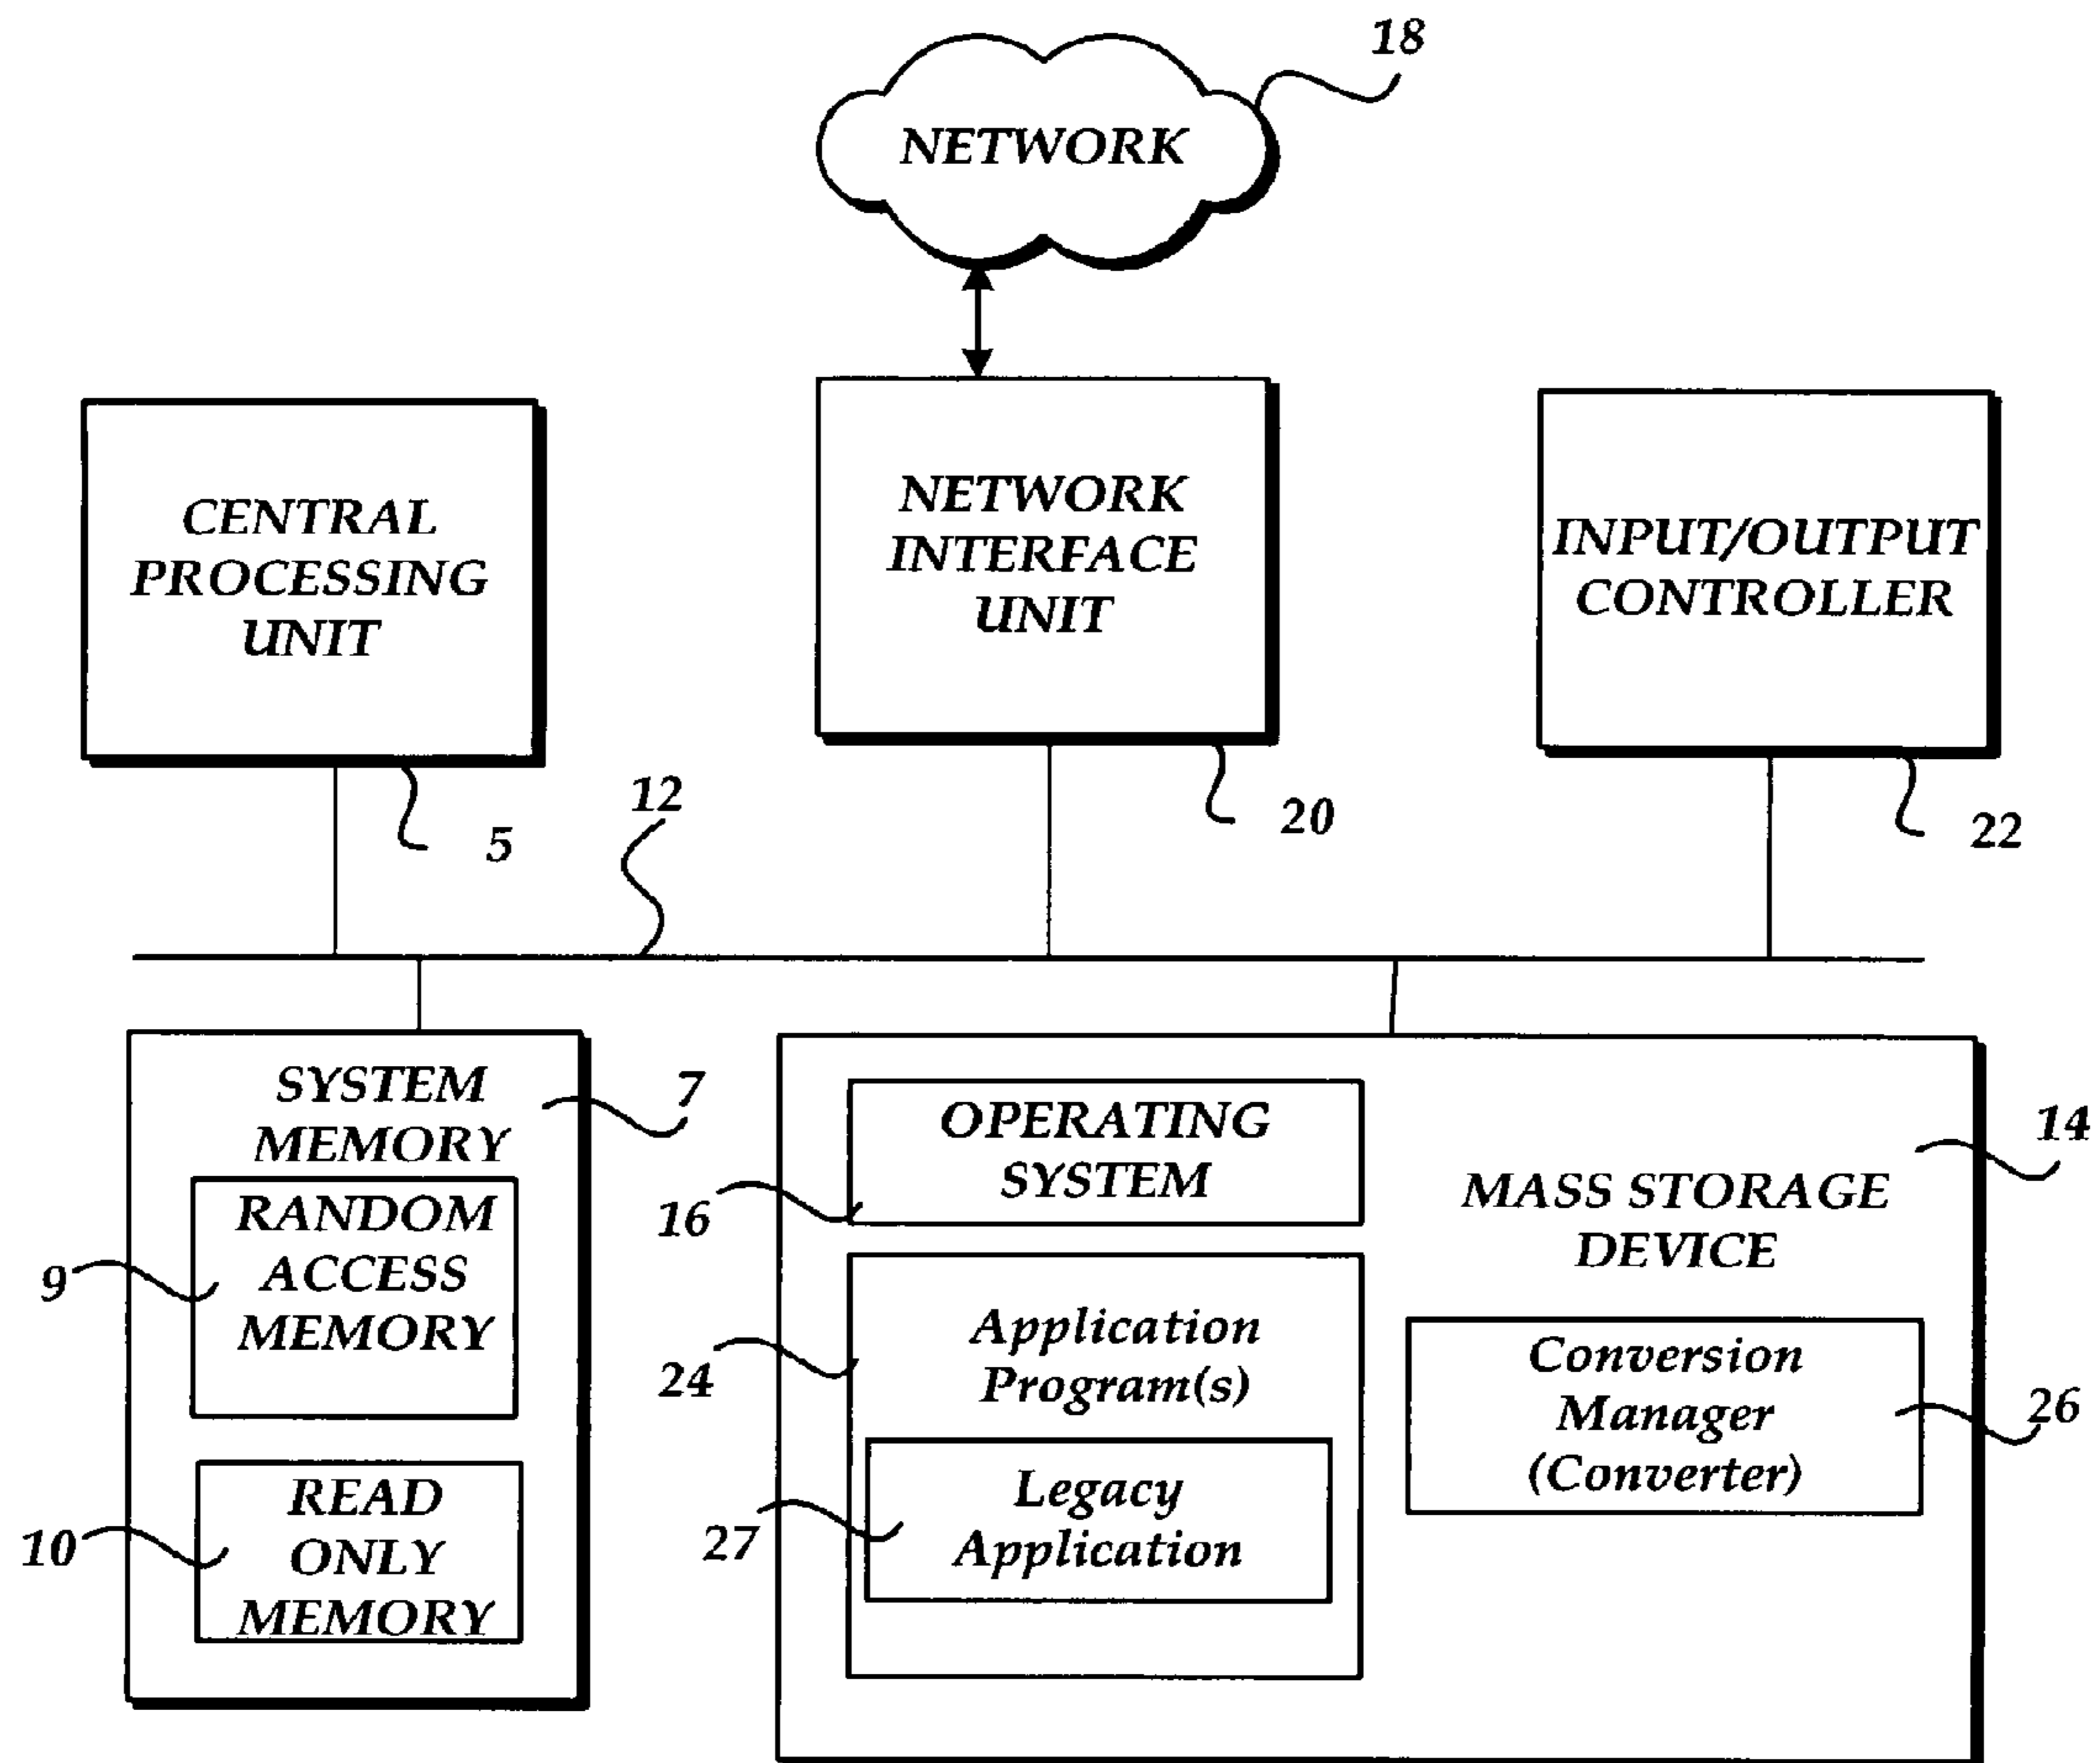 18
NETWORK
CENTRAL
PROCESSING
UNIT
NETWORK
INTERFACE
UNIT
INPUT/OUTPUT
CONTROLLER
5
12
20
22
SYSTEM
MEMORY
7
RANDOM
ACCESS
MEMORY
9
READ
ONLY
MEMORY
10
OPERATING
SYSTEM
16
MASS STORAGE
DEVICE
14
Application
Program(s)
24
Legacy
Application
27
Conversion
Manager
(Converter)
26